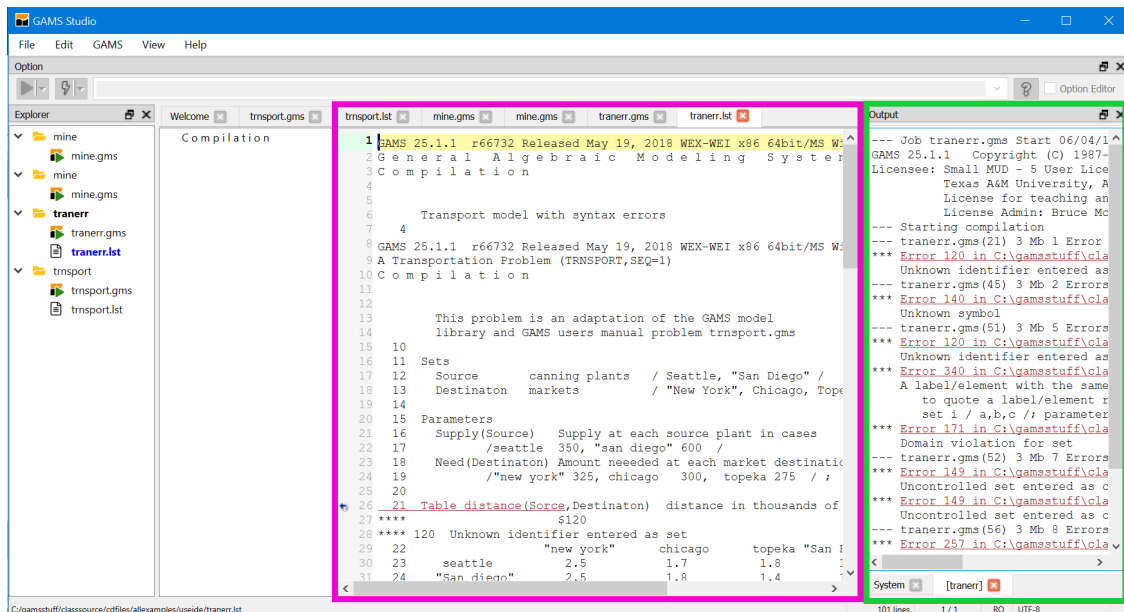 GAMS Studio
File Edit GAMS View Help
Option
Option Editor
Explorer
mine
mine.gms
mine
mine.gms
tranerr
tranerr.gms
tranerr.lst
trnsport
trnsport.gms
trnsport.lst
Welcome trnsport.gms
Compilation
trnsport.lst mine.gms mine.gms tranerr.gms tranerr.lst
1 GAMS 25.1.1 r66732 Released May 19, 2018 WEX-WEI x86 64bit/MS Wi
2 General Algebraic Modeling System
3 Compilation
4
5
6 Transport model with syntax errors
7 4
8 GAMS 25.1.1 r66732 Released May 19, 2018 WEX-WEI x86 64bit/MS Wi
9 A Transportation Problem (TRNSPORT,SEQ=1)
10 Compilation
11
12
13 This problem is an adaptation of the GAMS model
14 library and GAMS users manual problem trnsport.gms
15 10
16 11 Sets
17 12 Source canning plants / Seattle, "San Diego" /
18 13 Destinaton markets / "New York", Chicago, Tope
19 14
20 15 Parameters
21 16 Supply(Source) Supply at each source plant in cases
22 17 /seattle 350, "san diego" 600 /
23 18 Need(Destinaton) Amount neeeded at each market destinatio
24 19 /"new york" 325, chicago 300, topeka 275 / ;
25 20
26 21 Table distance(Sorce,Destinaton) distance in thousands of
27 **** $120
28 **** 120 Unknown identifier entered as set
29 22 "new york" chicago topeka "San
30 23 seattle 2.5 1.7 1.8
31 24 "San diego" 2.5 1.8 1.4
Output
--- Job tranerr.gms Start 06/04/1
GAMS 25.1.1 Copyright (C) 1987-
Licensee: Small MUD - 5 User Lice
Texas A&M University, A
License for teaching an
License Admin: Bruce Mc
--- Starting compilation
--- tranerr.gms(21) 3 Mb 1 Error
*** Error 120 in C:\gamsstuff\cla
Unknown identifier entered as
--- tranerr.gms(45) 3 Mb 2 Errors
*** Error 140 in C:\gamsstuff\cla
Unknown symbol
--- tranerr.gms(51) 3 Mb 5 Errors
*** Error 120 in C:\gamsstuff\cla
Unknown identifier entered as
*** Error 340 in C:\gamsstuff\cla
A label/element with the same
to quote a label/element r
set i / a,b,c /; parameter
*** Error 171 in C:\gamsstuff\cla
Domain violation for set
--- tranerr.gms(52) 3 Mb 7 Errors
*** Error 149 in C:\gamsstuff\cla
Uncontrolled set entered as c
*** Error 149 in C:\gamsstuff\cla
Uncontrolled set entered as c
--- tranerr.gms(56) 3 Mb 8 Errors
*** Error 257 in C:\gamsstuff\cla
System [tranerr]
C:/gamsstuff/classsource/cdfiles/allexamples/useide/tranerr.lst 101 lines 1 / 1 RO UTF-8